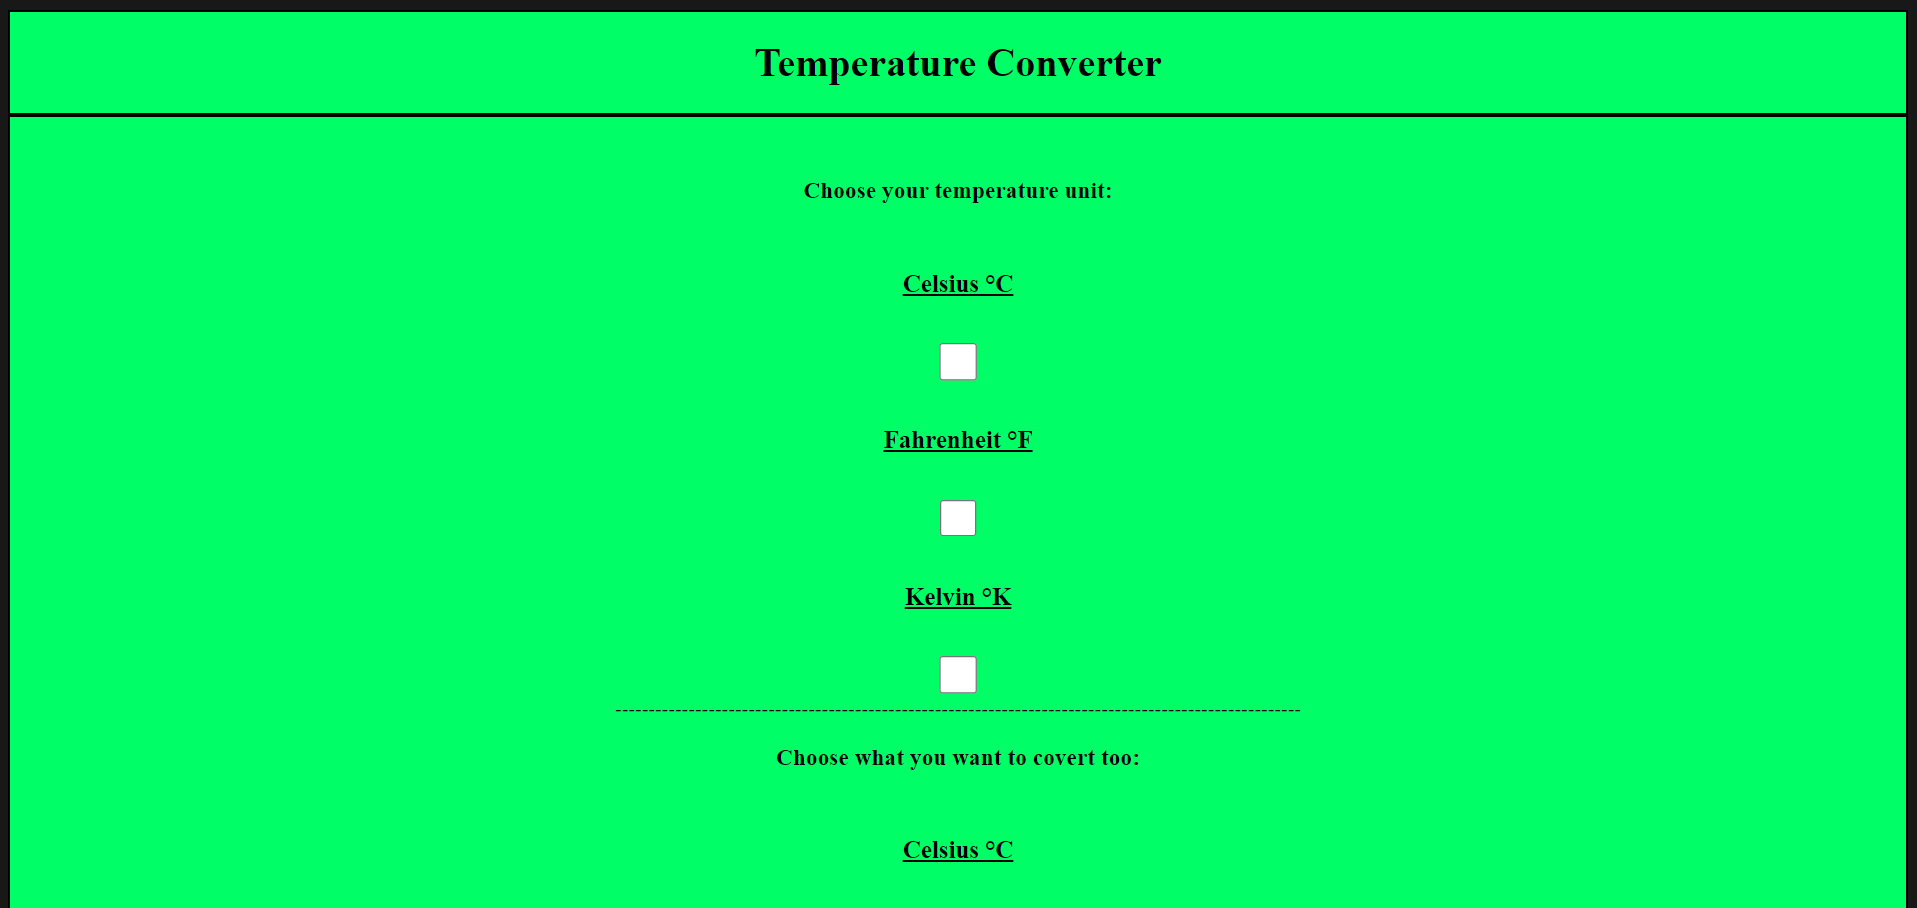 Temperature Converter
Choose your temperature unit:
Celsius °C
Fahrenheit °F
Kelvin °K
-------------------------------------------------------------------------------------------------------
Choose what you want to covert too:
Celsius °C